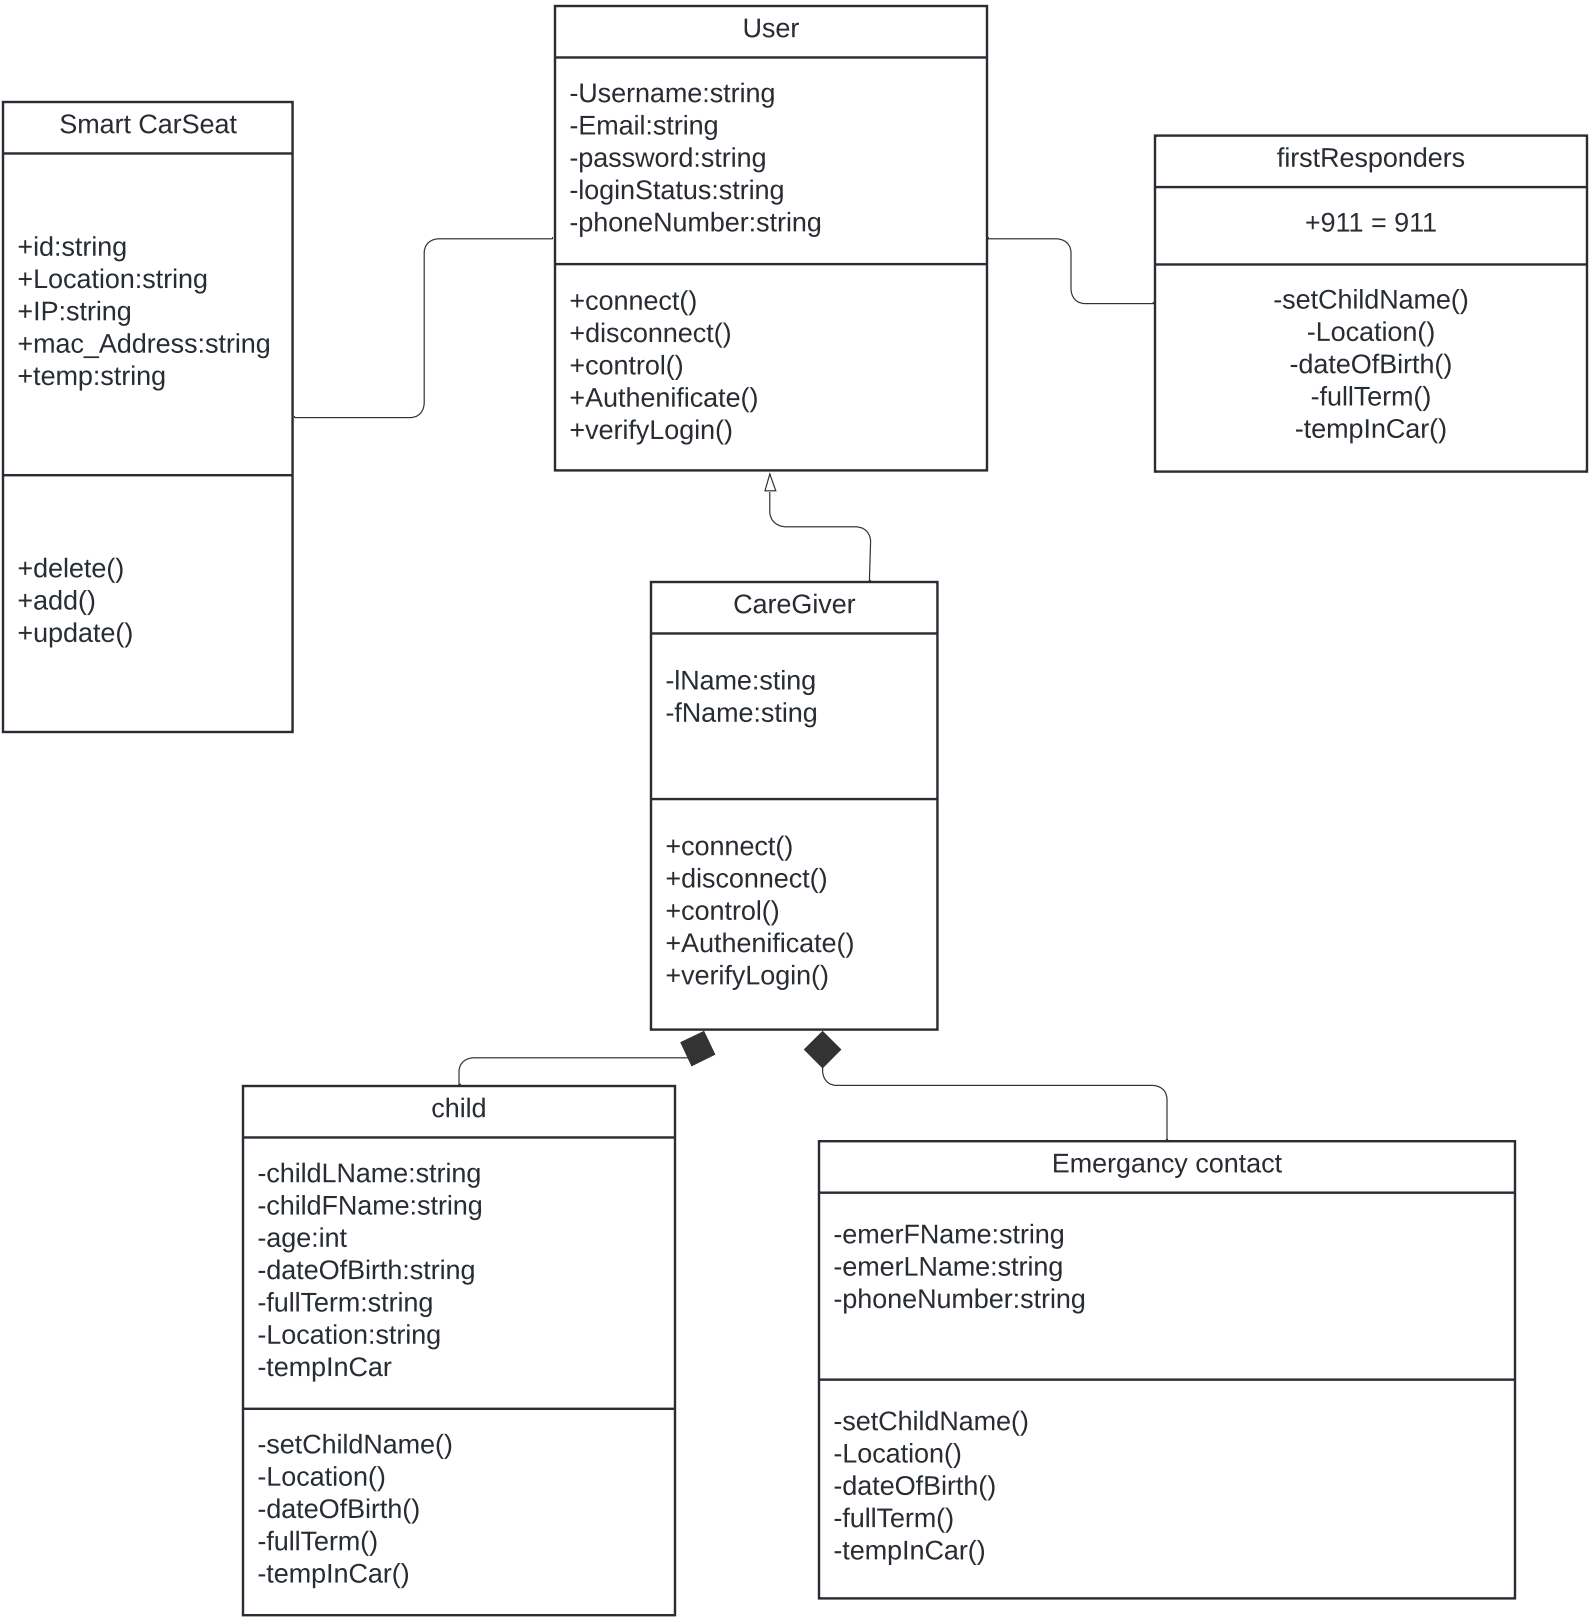 User
-Username:string
-Email:string
-password:string
-loginStatus:string
-phoneNumber:string
+connect()
+disconnect()
+control()
+Authenificate()
+verifyLogin()
Smart CarSeat
+id:string
+Location:string
+IP:string
+mac_Address:string
+temp:string
+delete()
+add()
+update()
firstResponders
+911 = 911
-setChildName()
-Location()
-dateOfBirth()
-fullTerm()
-tempInCar()
CareGiver
-lName:sting
-fName:sting
+connect()
+disconnect()
+control()
+Authenificate()
+verifyLogin()
child
-childLName:string
-childFName:string
-age:int
-dateOfBirth:string
-fullTerm:string
-Location:string
-tempInCar
-setChildName()
-Location()
-dateOfBirth()
-fullTerm()
-tempInCar()
Emergancy contact
-emerFName:string
-emerLName:string
-phoneNumber:string
-setChildName()
-Location()
-dateOfBirth()
-fullTerm()
-tempInCar()